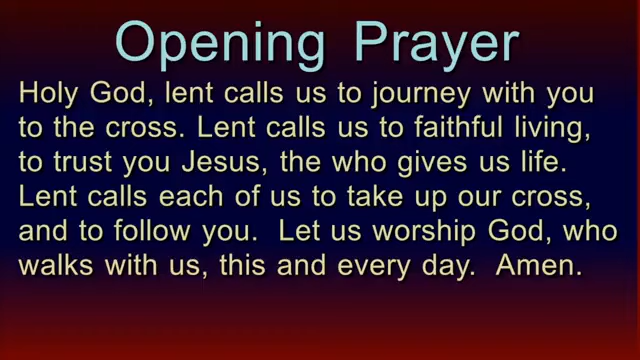 Opening Prayer
Holy God, lent calls us to journey with you
to the cross. Lent calls us to faithful living,
to trust you Jesus, the who gives us life.
Lent calls each of us to take up our cross,
and to follow you.  Let us worship God, who
walks with us, this and every day.  Amen.